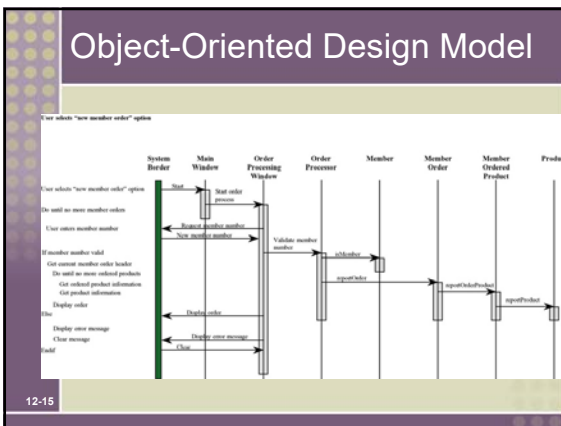 Object-Oriented Design Model
User selects "new member order" option
System Border
Main Window
Order Processing Window
Order Processor
Member
Member Order
Member Ordered Product
Produ
User selects "new member order" option
Start
Start order process
Do until no more member orders
Request member number
User enters member number
New member number
Validate member number
If member number valid
isMember
Get current member order header
Do until no more ordered products
reportOrder
Get ordered product information
reportOrderProduct
Get product information
reportProduct
Display order
Display order
Else
Display error message
Display error message
Clear message
Clear
Endif
12-15